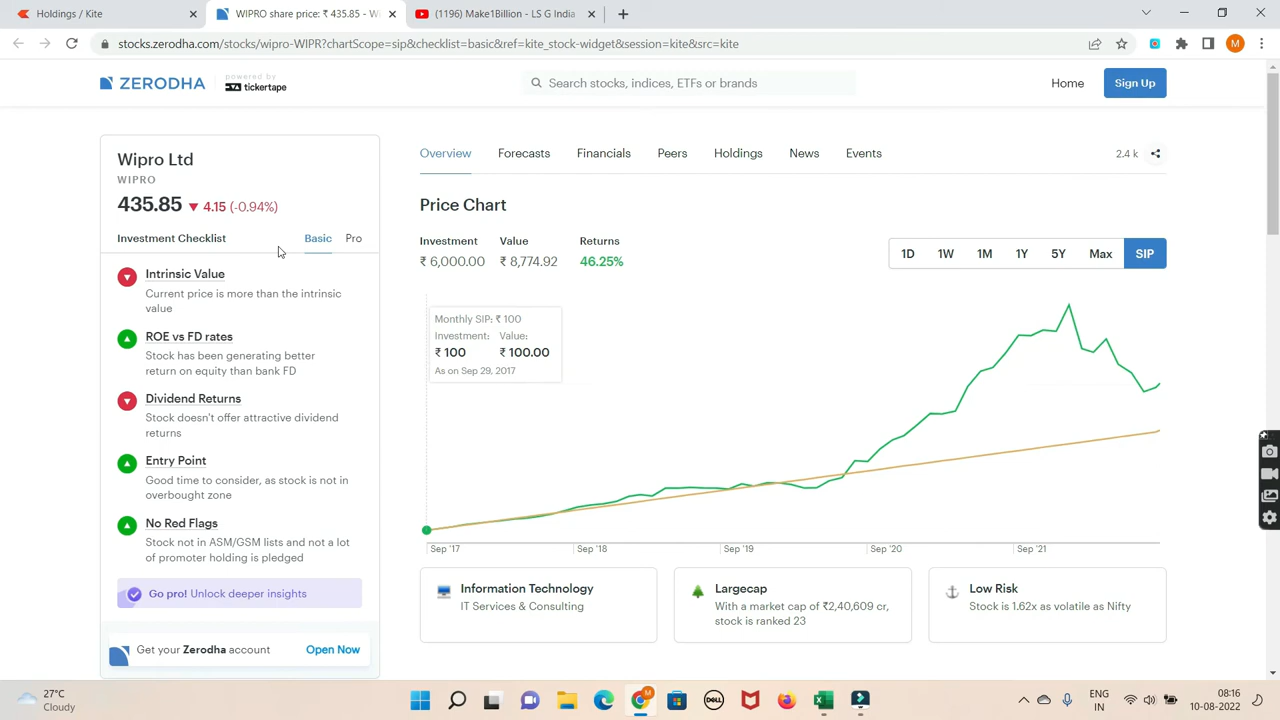 Holdings / Kite
WIPRO share price: ₹ 435.85 - W
(1196) Make1Billion - LS G India
stocks.zerodha.com/stocks/wipro-WIPR?chartScope=sip&checklist=basic&ref=kite_stock-widget&session=kite&src=kite
M
ZERODHA
powered by
tickertape
Search stocks, indices, ETFs or brands
Home
Sign Up
Wipro Ltd
WIPRO
435.85 ▼ 4.15 (-0.94%)
Investment Checklist
Basic
Pro
Intrinsic Value
Current price is more than the intrinsic
value
ROE vs FD rates
Stock has been generating better
return on equity than bank FD
Dividend Returns
Stock doesn't offer attractive dividend
returns
Entry Point
Good time to consider, as stock is not in
overbought zone
No Red Flags
Stock not in ASM/GSM lists and not a lot
of promoter holding is pledged
Go pro! Unlock deeper insights
Get your Zerodha account
Open Now
Overview
Forecasts
Financials
Peers
Holdings
News
Events
2.4 k
Price Chart
Investment
Value
Returns
₹ 6,000.00
₹ 8,774.92
46.25%
1D
1W
1M
1Y
5Y
Max
SIP
Monthly SIP: ₹ 100
Investment: Value:
₹ 100 ₹ 100.00
As on Sep 29, 2017
Sep '17
Sep '18
Sep '19
Sep '20
Sep '21
Information Technology
IT Services & Consulting
Largecap
With a market cap of ₹2,40,609 cr,
stock is ranked 23
Low Risk
Stock is 1.62x as volatile as Nifty
27°C
Cloudy
M
DELL
ENG
IN
08:16
10-08-2022